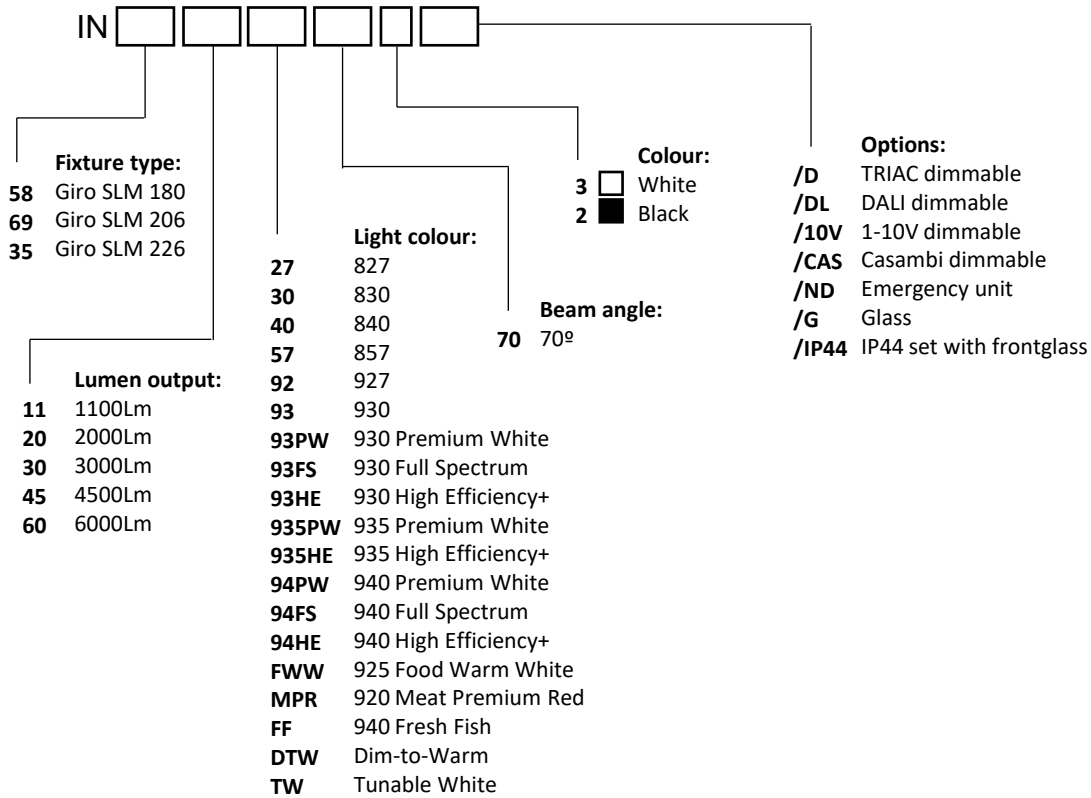 IN
Fixture type:
58 Giro SLM 180
69 Giro SLM 206
35 Giro SLM 226
Lumen output:
11 1100Lm
20 2000Lm
30 3000Lm
45 4500Lm
60 6000Lm
Light colour:
27 827
30 830
40 840
57 857
92 927
93 930
93PW 930 Premium White
93FS 930 Full Spectrum
93HE 930 High Efficiency+
935PW 935 Premium White
935HE 935 High Efficiency+
94PW 940 Premium White
94FS 940 Full Spectrum
94HE 940 High Efficiency+
FWW 925 Food Warm White
MPR 920 Meat Premium Red
FF 940 Fresh Fish
DTW Dim-to-Warm
TW Tunable White
Beam angle:
70 70º
Colour:
3 White
2 Black
Options:
/D TRIAC dimmable
/DL DALI dimmable
/10V 1-10V dimmable
/CAS Casambi dimmable
/ND Emergency unit
/G Glass
/IP44 IP44 set with frontglass